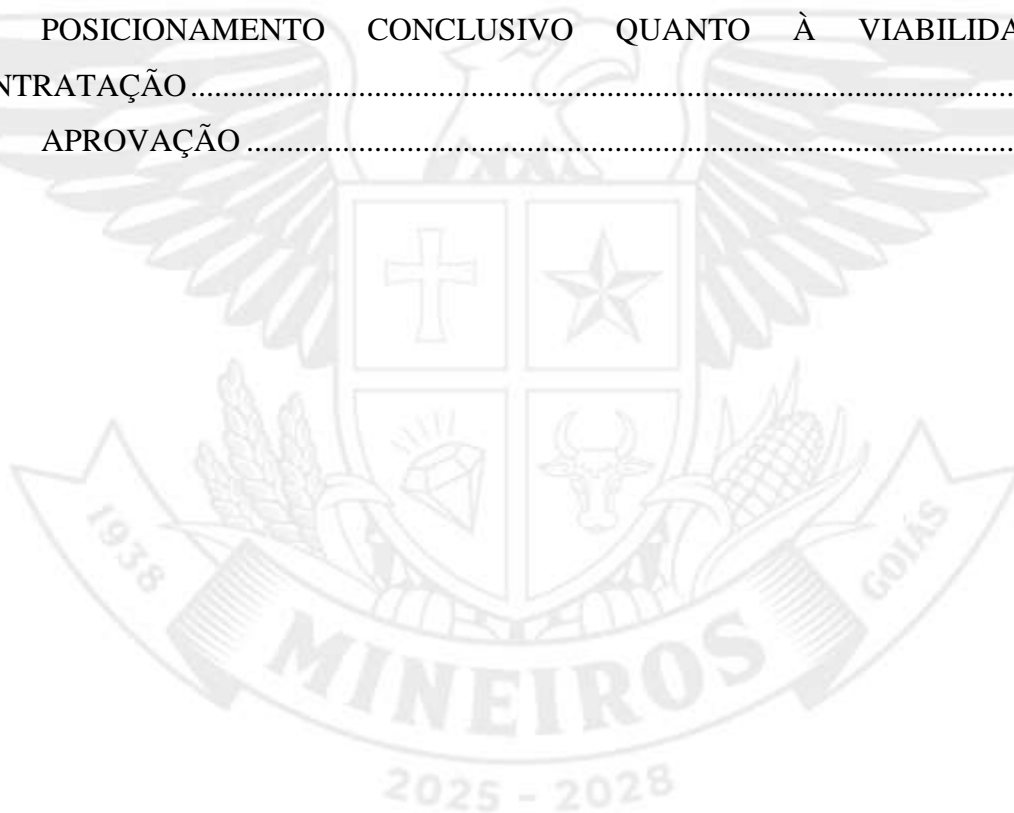 POSICIONAMENTO CONCLUSIVO QUANTO À VIABILIDA
NTRATAÇÃO
APROVAÇÃO
1938
GOIÁS
MINEIROS
2025 - 2028